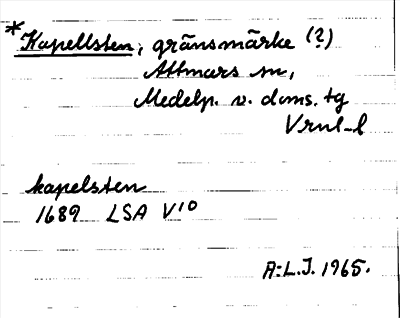 *Kapellsten, gränsmärke (?)
Attmars sn,
Medelp. v. doms. tg
Vrnl-l
kapelsten
1689 LSA V10
A:L.J. 1965.